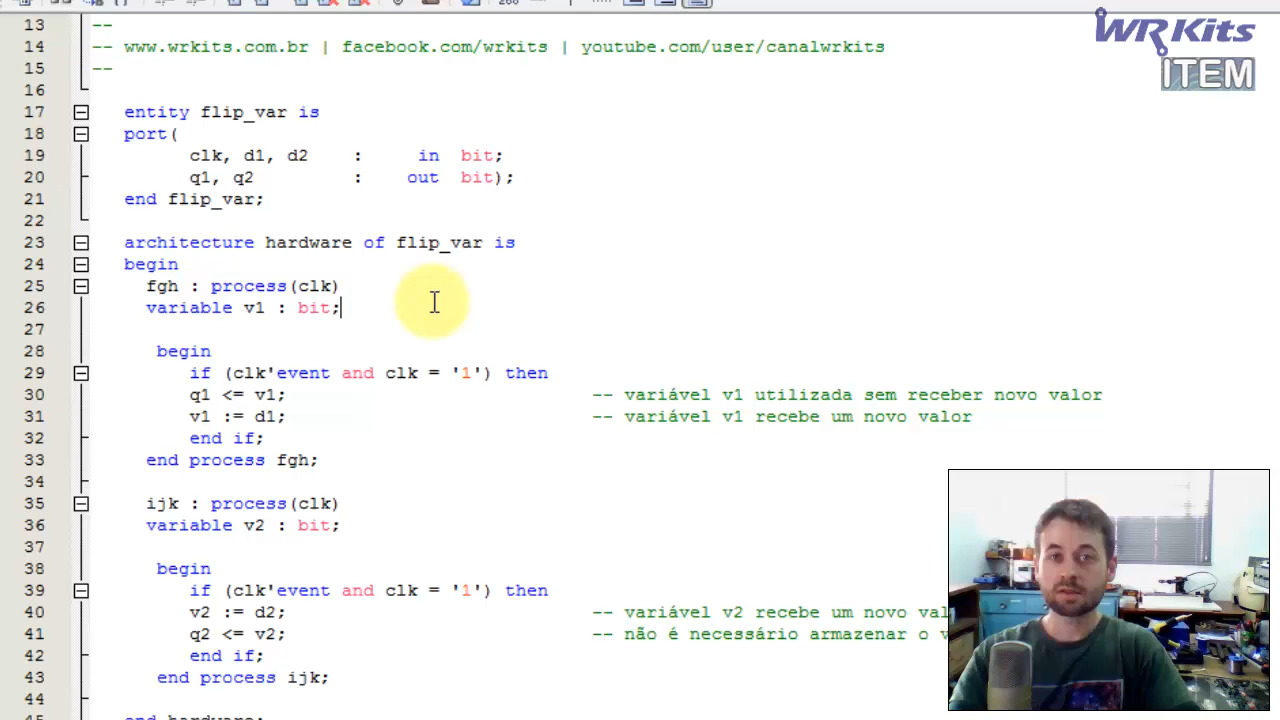 WRKits
ITEM
13 --
14 -- www.wrkits.com.br | facebook.com/wrkits | youtube.com/user/canalwrkits
15 --
16
17 entity flip_var is
18 port(
19 clk, d1, d2 : in bit;
20 q1, q2 : out bit);
21 end flip_var;
22
23 architecture hardware of flip_var is
24 begin
25 fgh : process(clk)
26 variable v1 : bit;
27
28 begin
29 if (clk'event and clk = '1') then
30 q1 <= v1; -- variável v1 utilizada sem receber novo valor
31 v1 := d1; -- variável v1 recebe um novo valor
32 end if;
33 end process fgh;
34
35 ijk : process(clk)
36 variable v2 : bit;
37
38 begin
39 if (clk'event and clk = '1') then
40 v2 := d2; -- variável v2 recebe um novo
41 q2 <= v2; -- não é necessário armazenar o
42 end if;
43 end process ijk;
44
45 end hardware;